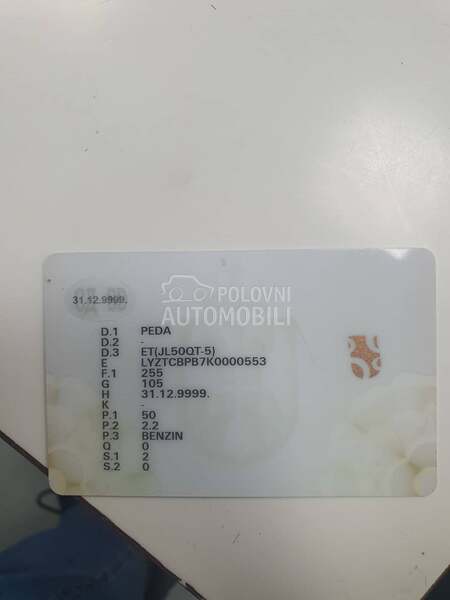 POLOVNI
AUTOMOBILI
31.12.9999.
D.1 PEDA
D.2 -
D.3 ET(JL50QT-5)
E LYZTCBPB7K0000553
F.1 255
G 105
H 31.12.9999.
K -
P.1 50
P.2 2.2
P.3 BENZIN
Q 0
S.1 2
S.2 0